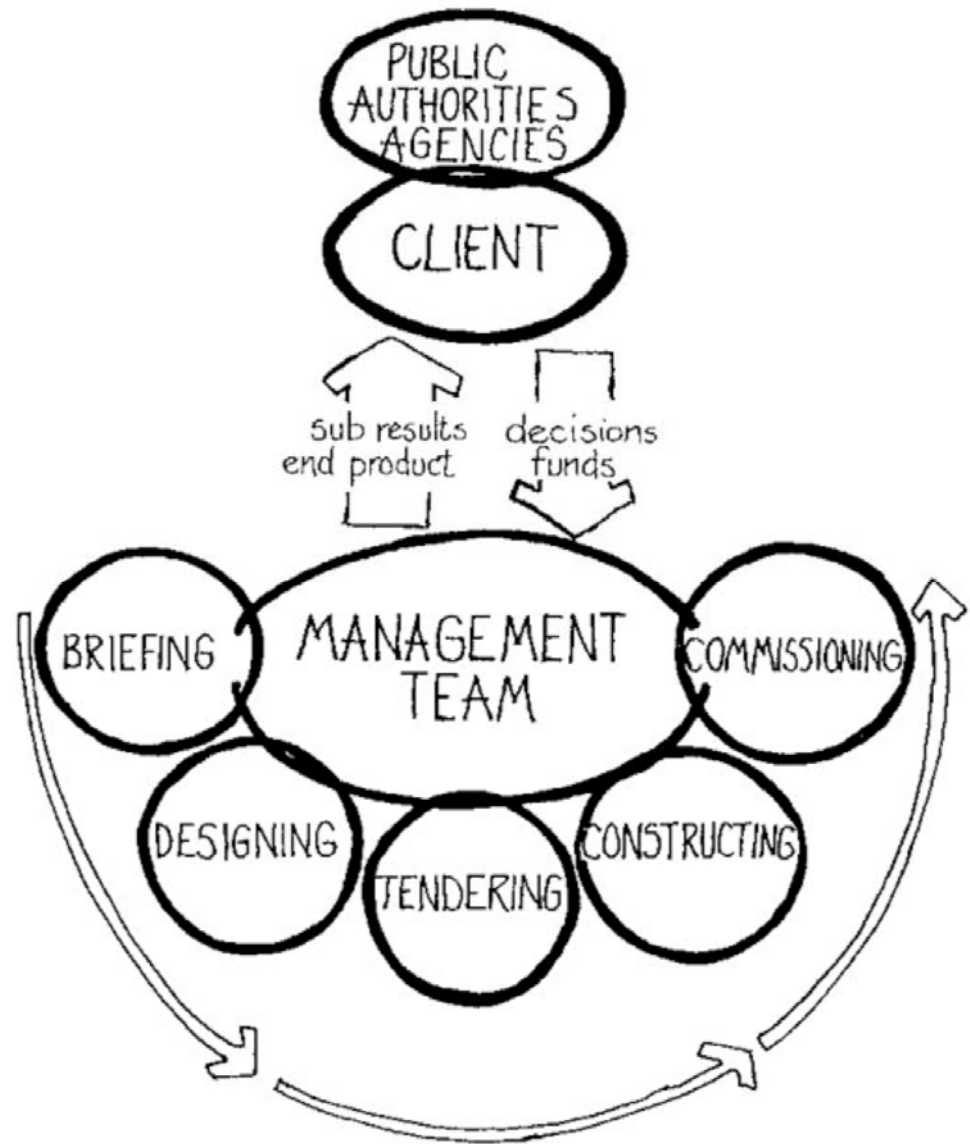 PUBLIC
AUTHORITIES
AGENCIES
CLIENT
sub results
end product
decisions
funds
MANAGEMENT
TEAM
BRIEFING
DESIGNING
TENDERING
CONSTRUCTING
COMMISSIONING